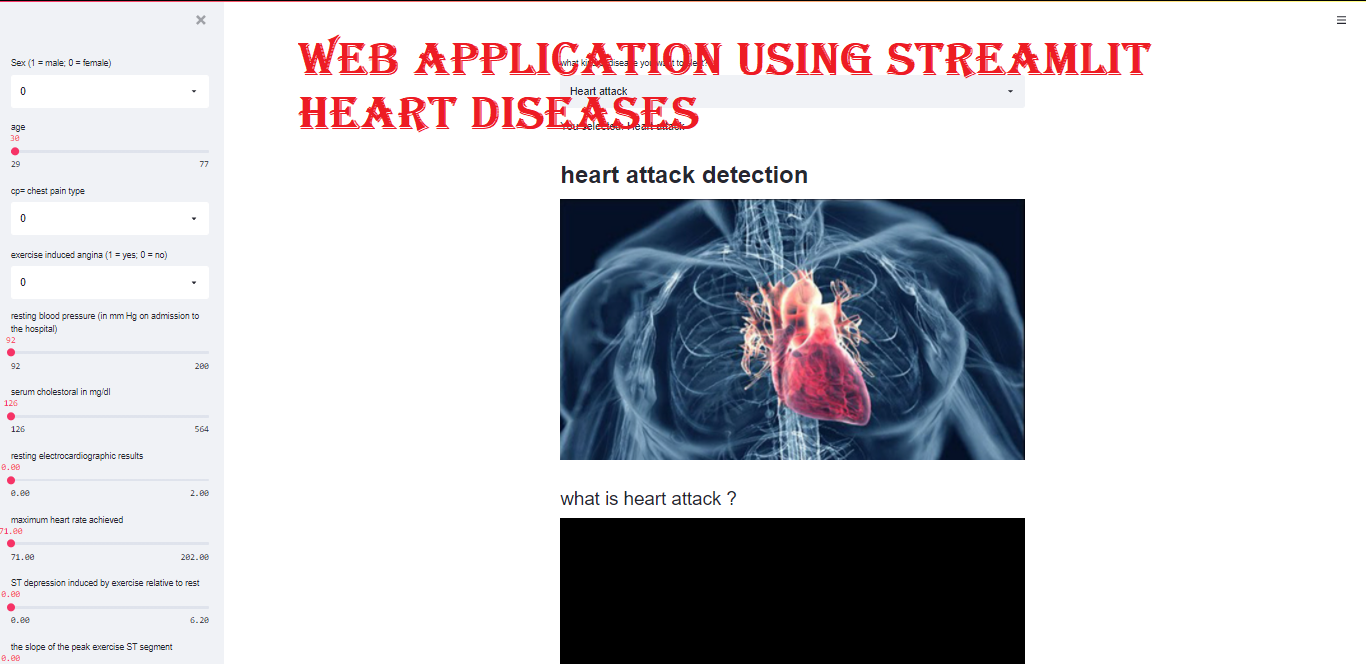 WEB APPLICATION USING STREAMLIT
HEART DISEASES
Sex (1 = male; 0 = female)
0
age
30
29 77
cp= chest pain type
0
exercise induced angina (1 = yes; 0 = no)
0
resting blood pressure (in mm Hg on admission to
the hospital)
92
92 200
serum cholestoral in mg/dl
126
126 564
resting electrocardiographic results
0.00
0.00 2.00
maximum heart rate achieved
71.00
71.00 202.00
ST depression induced by exercise relative to rest
0.00
0.00 6.20
the slope of the peak exercise ST segment
0.00
what kind of disease you want to
Heart attack
You selected: Heart attack
heart attack detection
what is heart attack ?